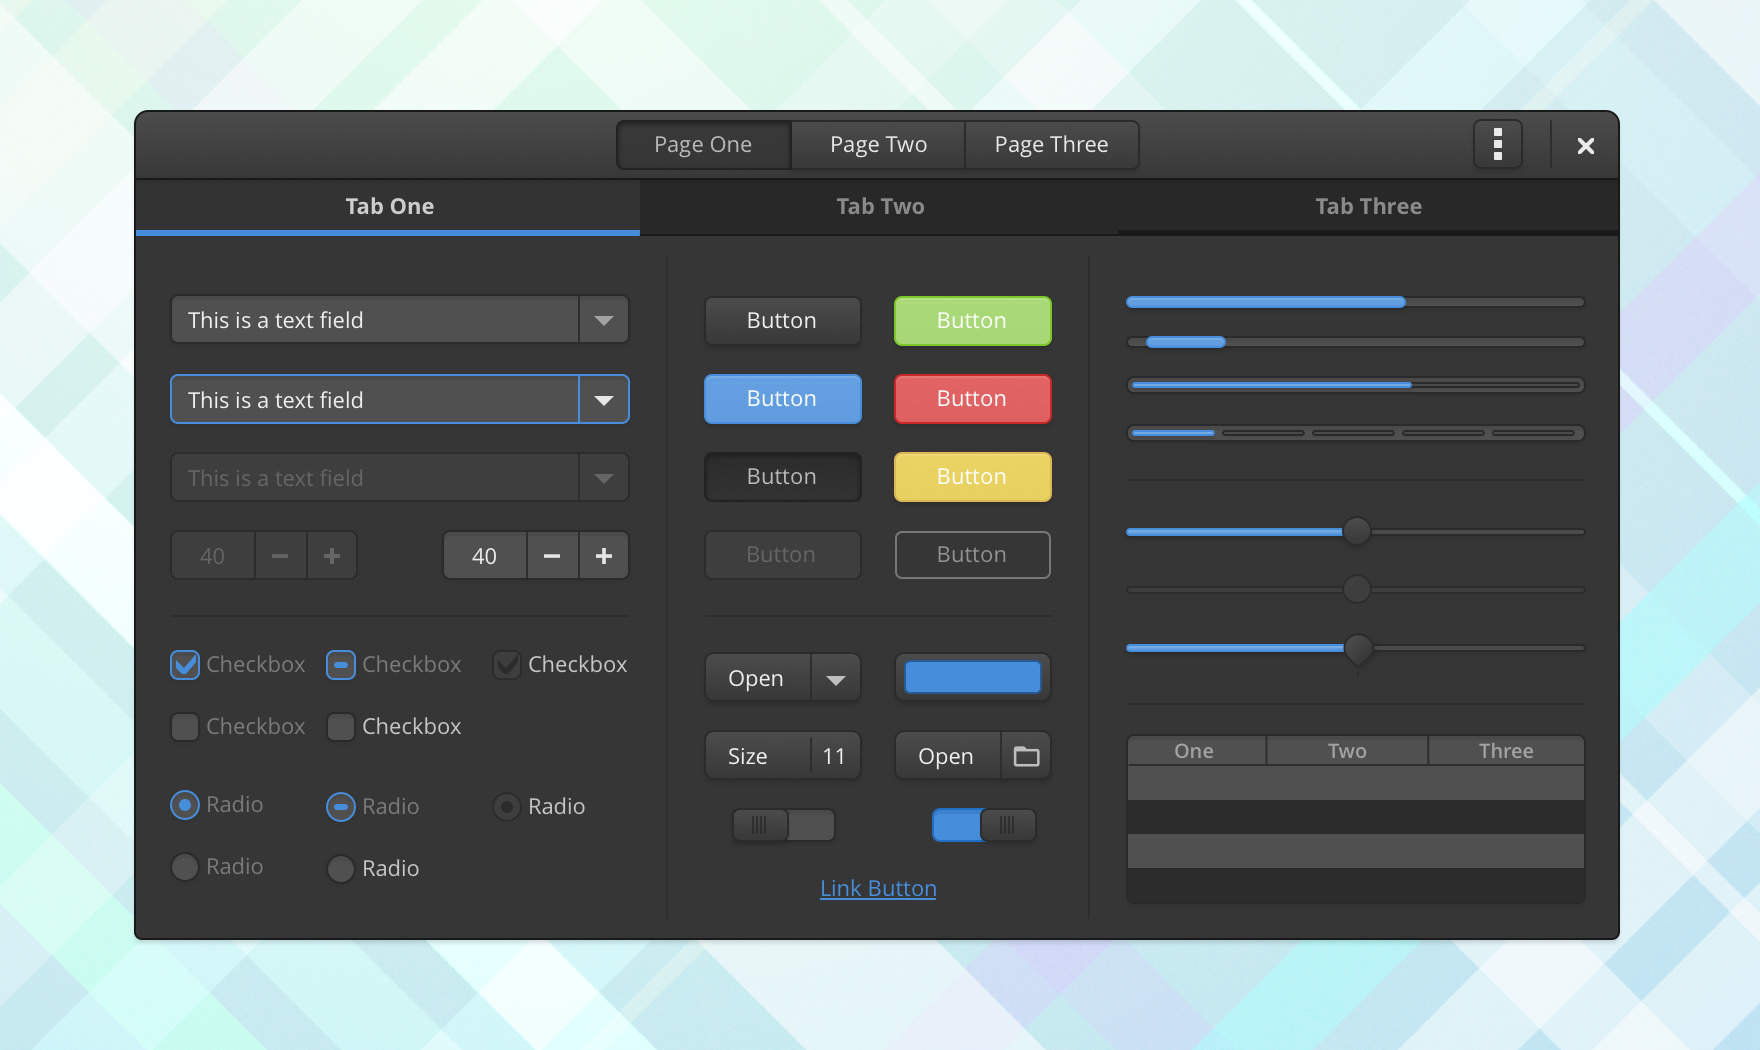 Page One Page Two Page Three
Tab One Tab Two Tab Three
This is a text field
This is a text field
This is a text field
40 40
Checkbox Checkbox Checkbox
Checkbox Checkbox
Radio Radio Radio
Radio Radio
Button Button
Button Button
Button Button
Button Button
Open
Size 11 Open
Link Button
One Two Three